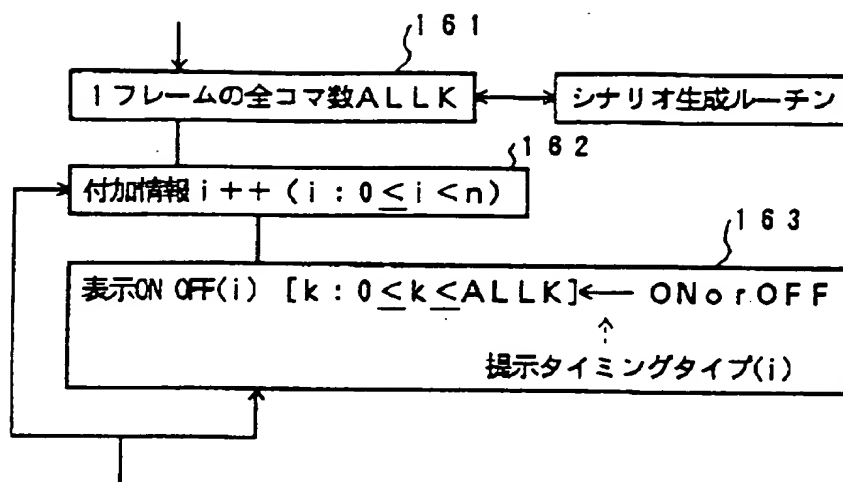 161
1フレームの全コマ数ALLK
シナリオ生成ルーチン
162
付加情報i++(i:0≤i<n)
163
表示ON OFF(i) [k:0≤k≤ALLK]← ONorOFF
提示タイミングタイプ(i)